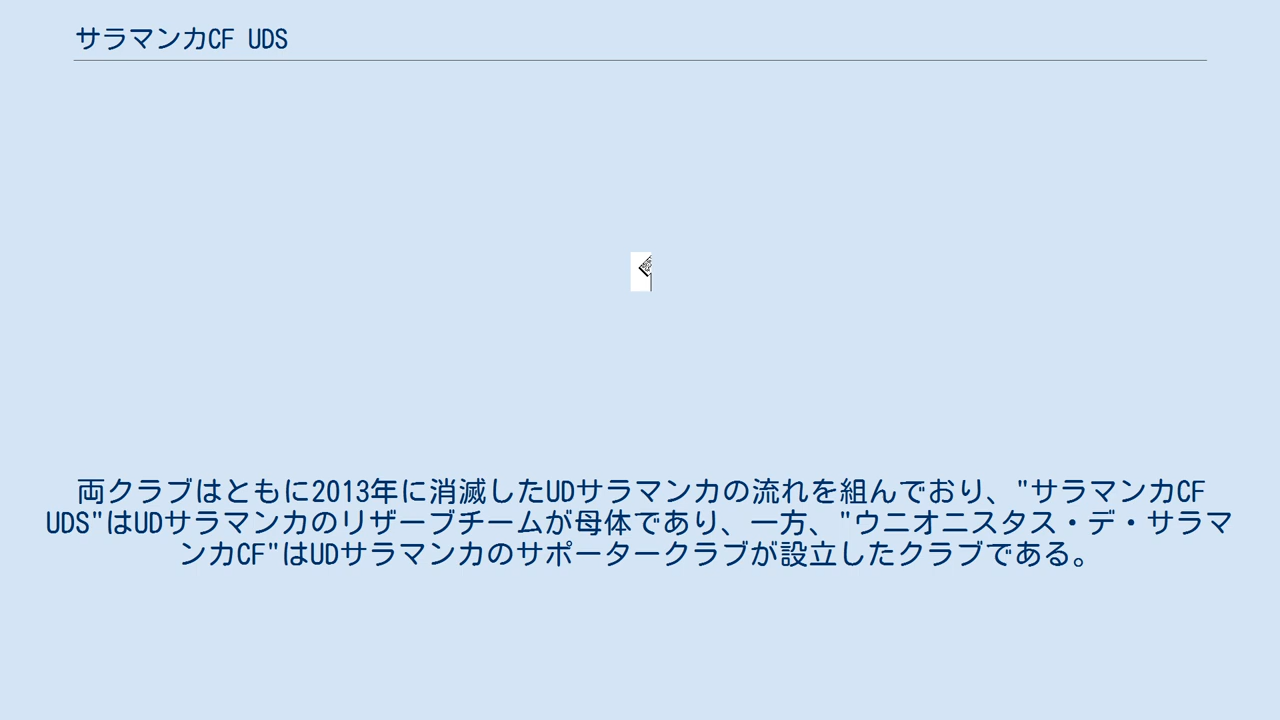 サラマンカCF UDS
両クラブはともに2013年に消滅したUDサラマンカの流れを組んでおり、"サラマンカCF
UDS"はUDサラマンカのリザーブチームが母体であり、一方、"ウニオニスタス・デ・サラマ
ンカCF"はUDサラマンカのサポータークラブが設立したクラブである。